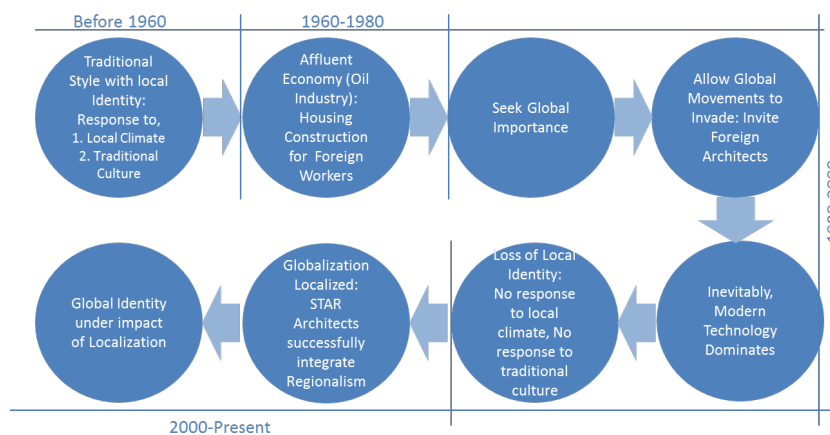 Before 1960
1960-1980
Traditional
Style with local
Identity:
Response to,
1. Local Climate
2. Traditional
Culture
Affluent
Economy (Oil
Industry):
Housing
Construction
for Foreign
Workers
Seek Global
Importance
Allow Global
Movements to
Invade: Invite
Foreign
Architects
Inevitably,
Modern
Technology
Dominates
Loss of Local
Identity:
No response
to local
climate, No
response to
traditional
culture
Globalization
Localized:
STAR
Architects
successfully
integrate
Regionalism
Global Identity
under impact
of Localization
2000-Present